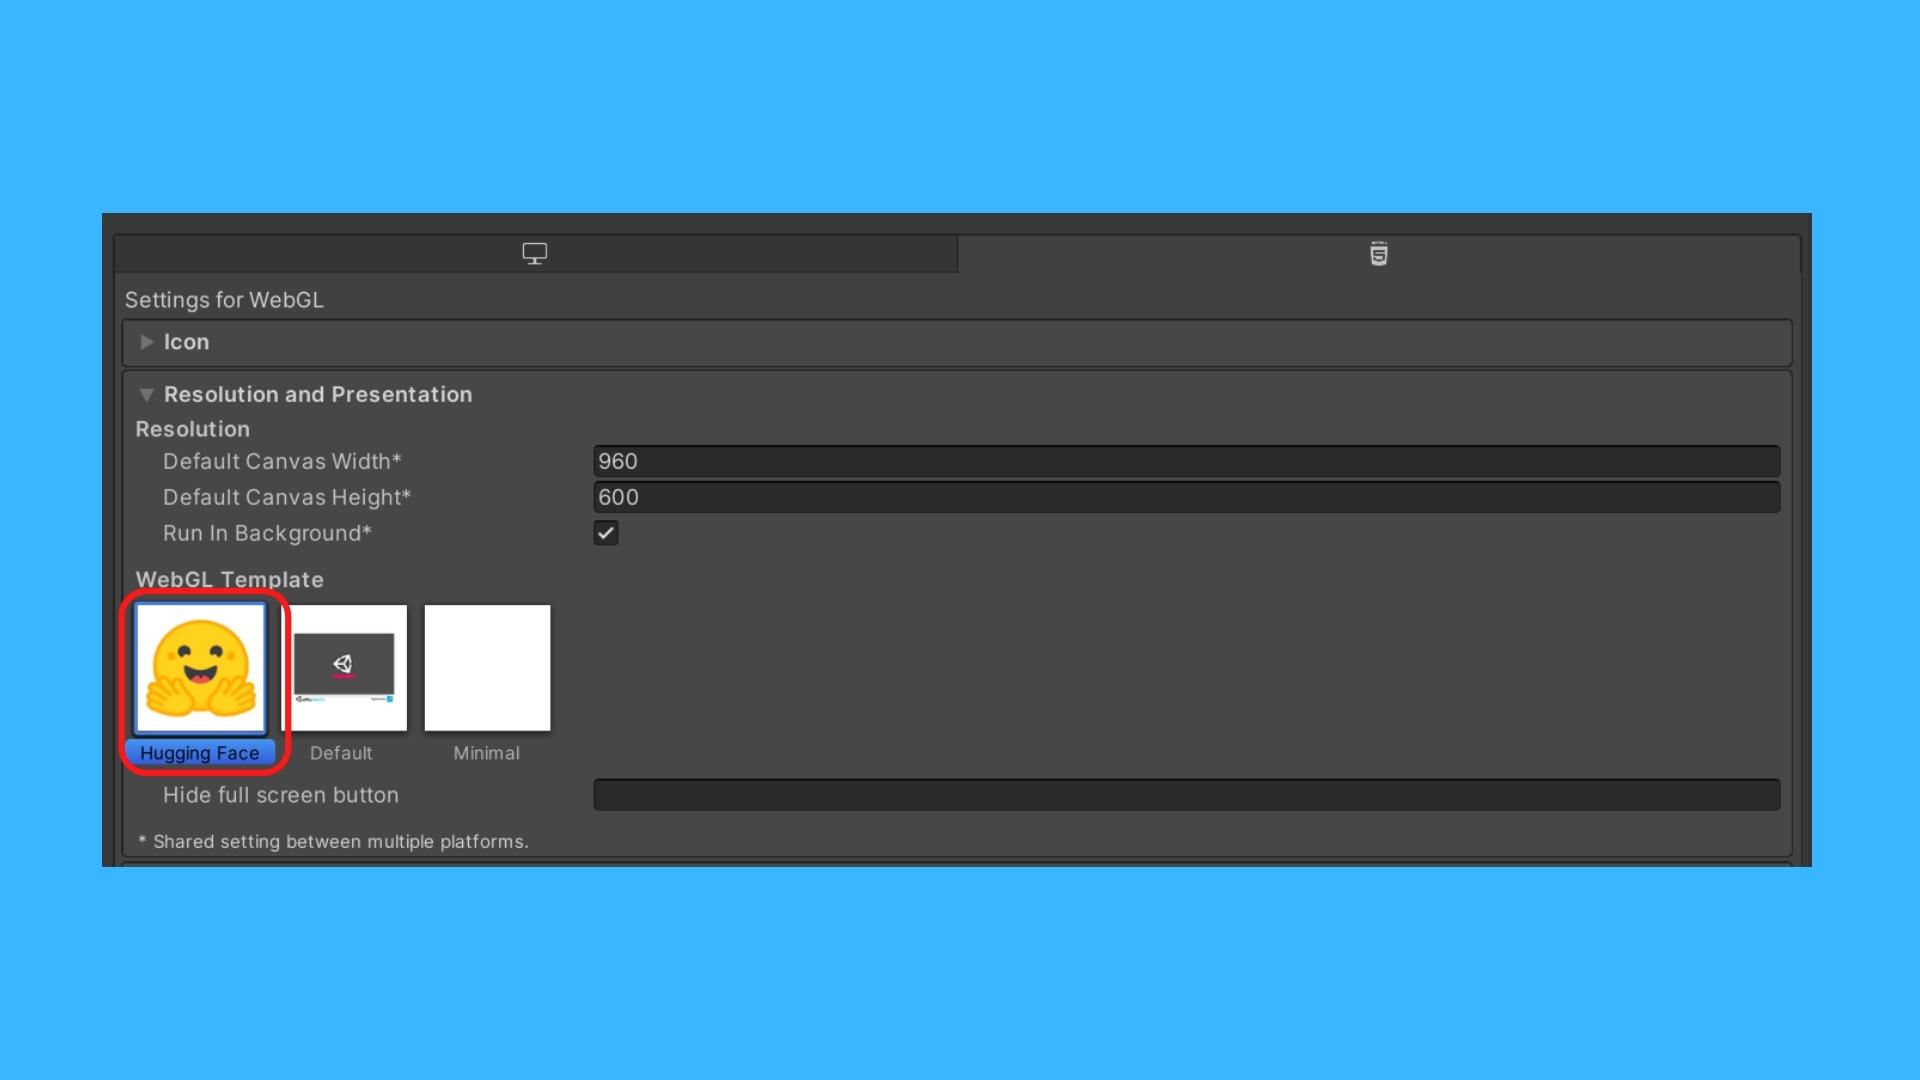 Settings for WebGL
Icon
Resolution and Presentation
Resolution
Default Canvas Width* 960
Default Canvas Height* 600
Run In Background*
WebGL Template
Hugging Face Default Minimal
Hide full screen button
* Shared setting between multiple platforms.